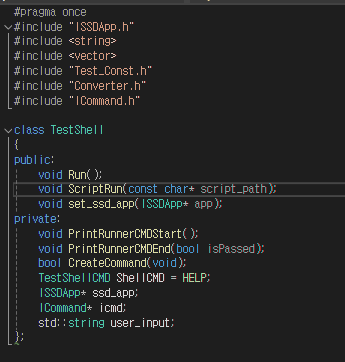 #pragma once
#include "ISSDApp.h"
#include <string>
#include <vector>
#include "Test_Const.h"
#include "Converter.h"
#include "ICommand.h"
class TestShell
{
public:
void Run();
void ScriptRun(const char* script_path);
void set_ssd_app(ISSDApp* app);
private:
void PrintRunnerCMDStart();
void PrintRunnerCMDEnd(bool isPassed);
bool CreateCommand(void);
TestShellCMD ShellCMD = HELP;
ISSDApp* ssd_app;
ICommand* icmd;
std::string user_input;
};